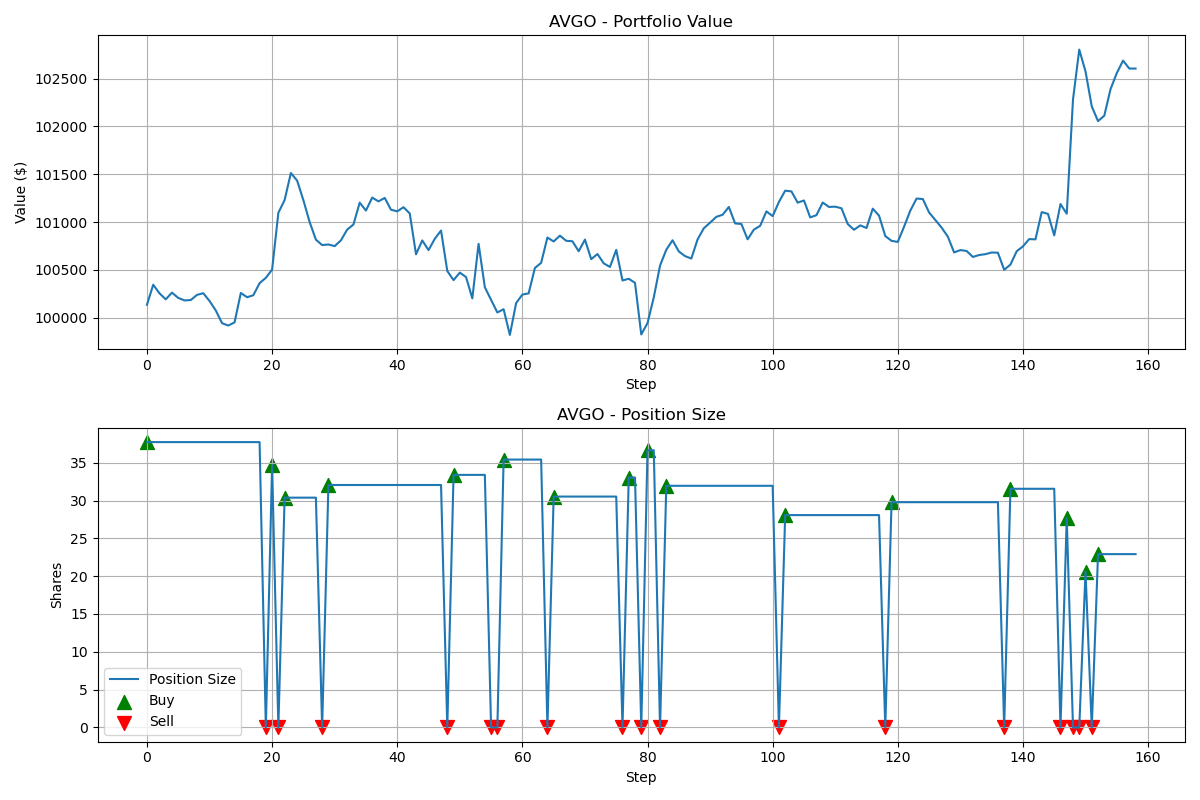 AVGO - Portfolio Value
Value ($)
102500
102000
101500
101000
100500
100000
0 20 40 60 80 100 120 140 160
Step
AVGO - Position Size
Shares
35
30
25
20
15
10
5
0
Position Size
Buy
Sell
0 20 40 60 80 100 120 140 160
Step